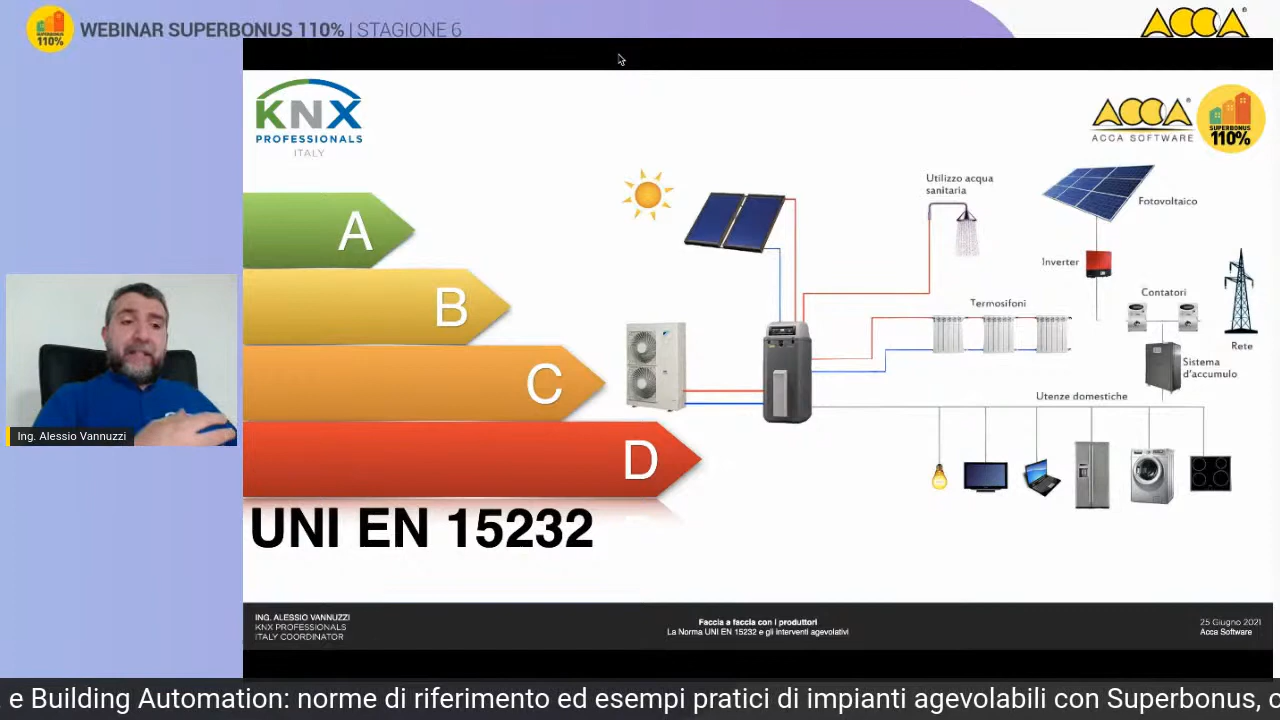 WEBINAR SUPERBONUS 110% | STAGIONE 6
SUPERBONUS
110%
ACCA
KNX
PROFESSIONALS
ITALY
ACCA
ACCA SOFTWARE
SUPERBONUS
110%
A
B
C
D
UNI EN 15232
Utilizzo acqua
sanitaria
Fotovoltaico
Inverter
Contatori
Termosifoni
Rete
Sistema
d'accumulo
Utenze domestiche
Ing. Alessio Vannuzzi
ING. ALESSIO VANNUZZI
KNX PROFESSIONALS
ITALY COORDINATOR
Faccia a faccia con i produttori
La Norma UNI EN 15232 e gli interventi agevolativi
25 Giugno 2021
Acca Software
e Building Automation: norme di riferimento ed esempi pratici di impianti agevolabili con Superbonus,